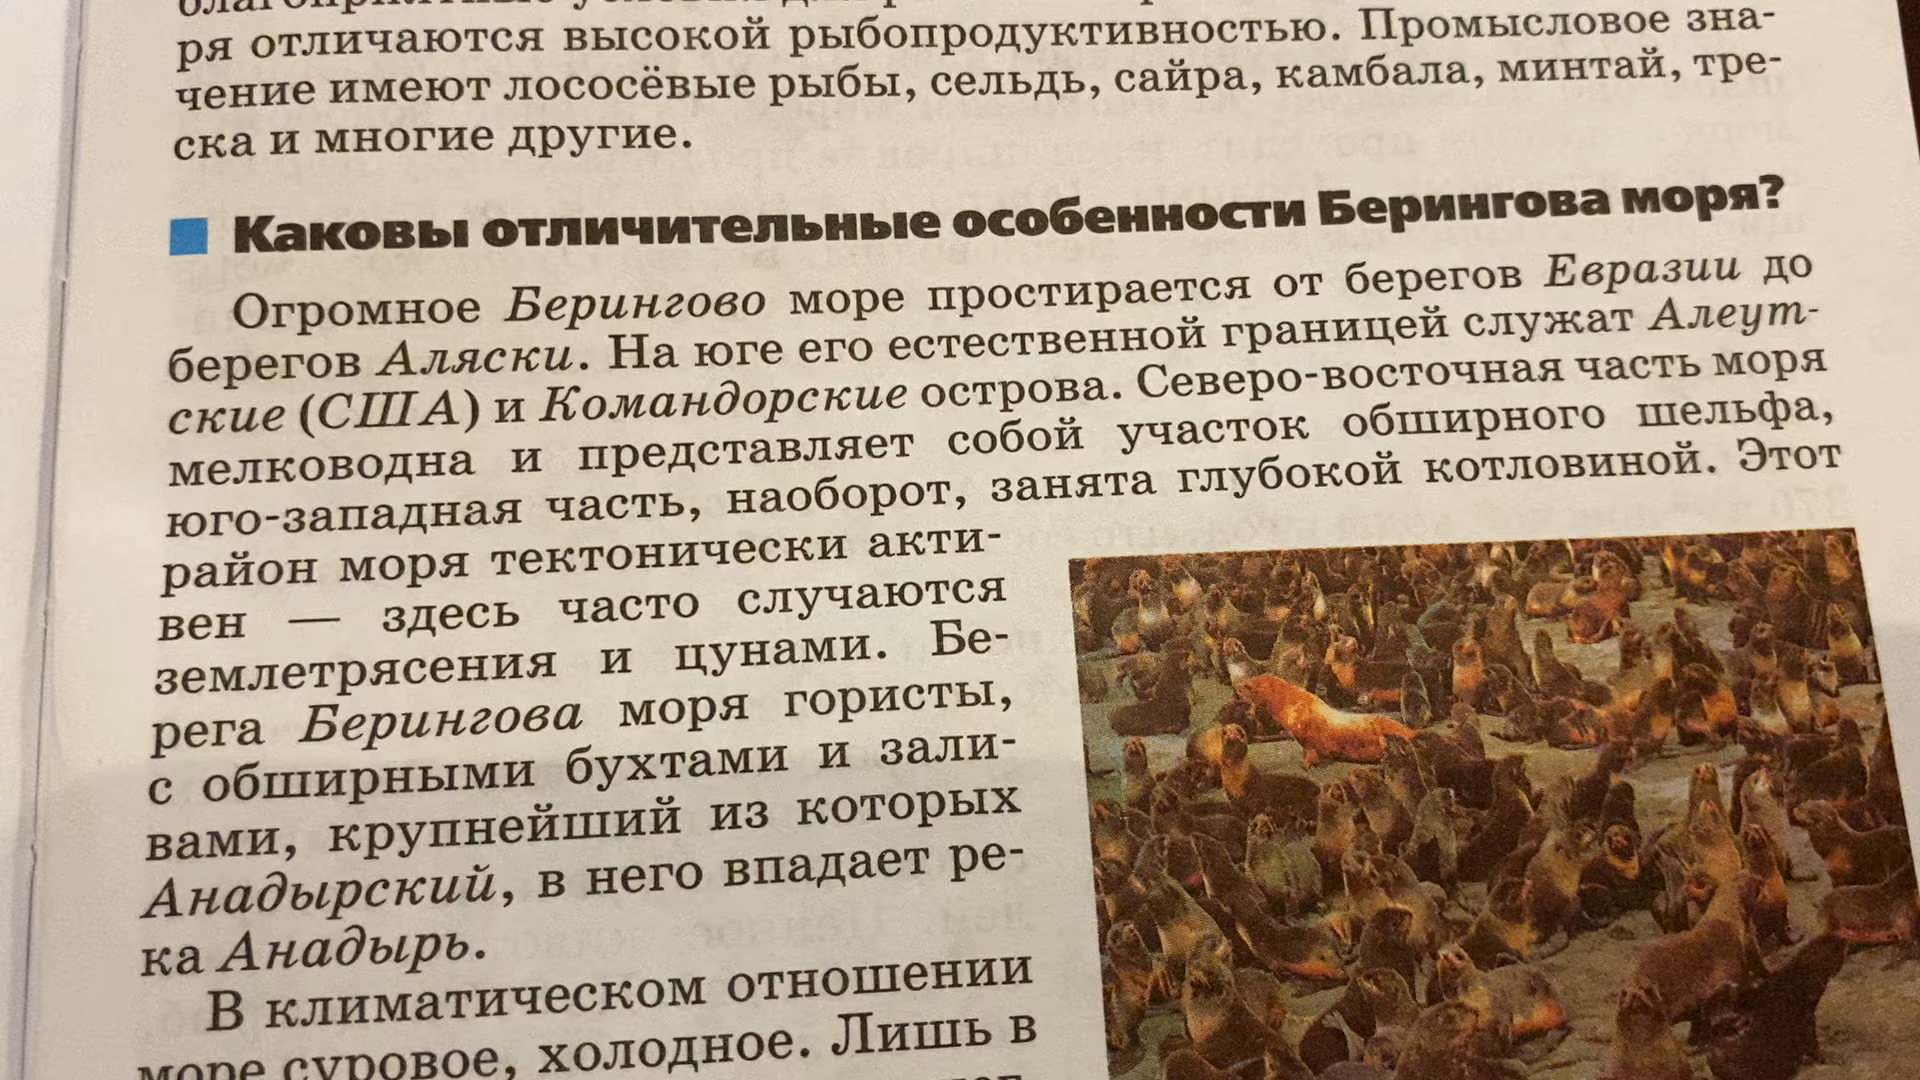 ря отличаются высокой рыбопродуктивностью. Промысловое зна-
чение имеют лососёвые рыбы, сельдь, сайра, камбала, минтай, тре-
ска и многие другие.
Каковы отличительные особенности Берингова моря?
Огромное Берингово море простирается от берегов Евразии до
берегов Аляски. На юге его естественной границей служат Алеут-
ские (США) и Командорские острова. Северо-восточная часть моря
мелководна и представляет собой участок обширного шельфа,
юго-западная часть, наоборот, занята глубокой котловиной. Этот
район моря тектонически акти-
вен — здесь часто случаются
землетрясения и цунами. Бе-
рега Берингова моря гористы,
с обширными бухтами и зали-
вами, крупнейший из которых
Анадырский, в него впадает ре-
ка Анадырь.
В климатическом отношении
море суровое, холодное. Лишь в